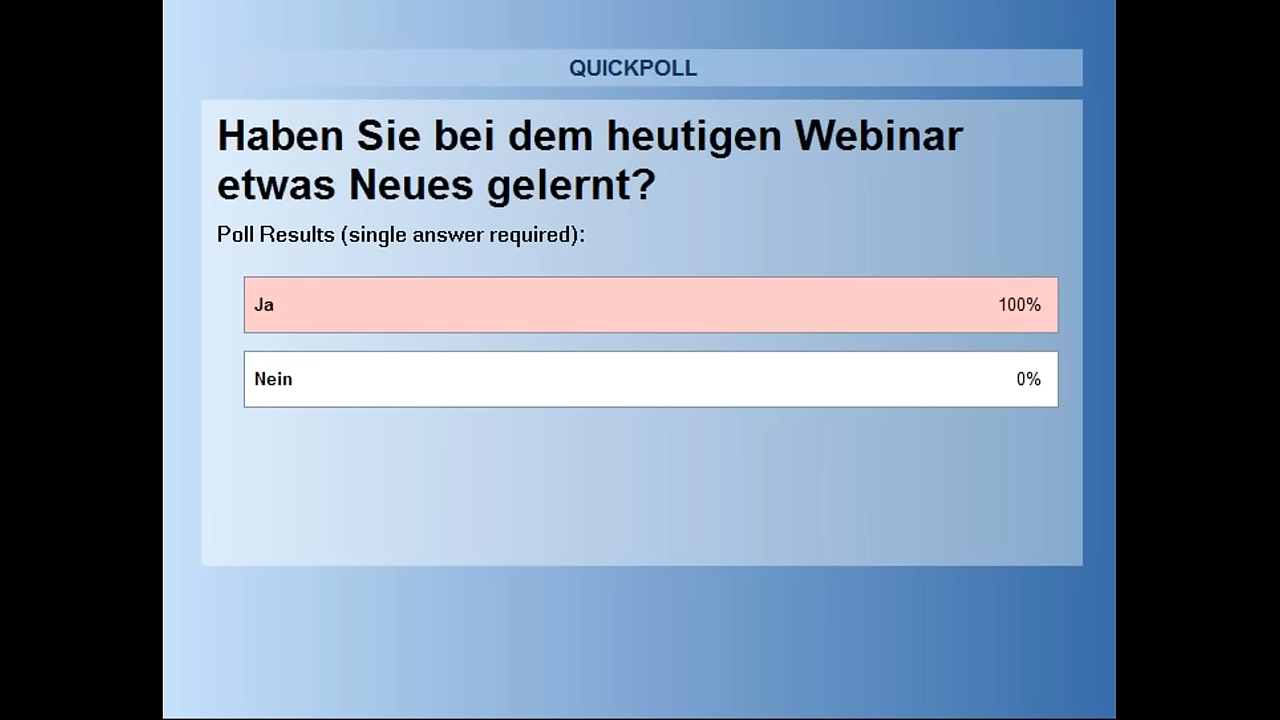 QUICKPOLL
Haben Sie bei dem heutigen Webinar
etwas Neues gelernt?
Poll Results (single answer required):
Ja 100%
Nein 0%